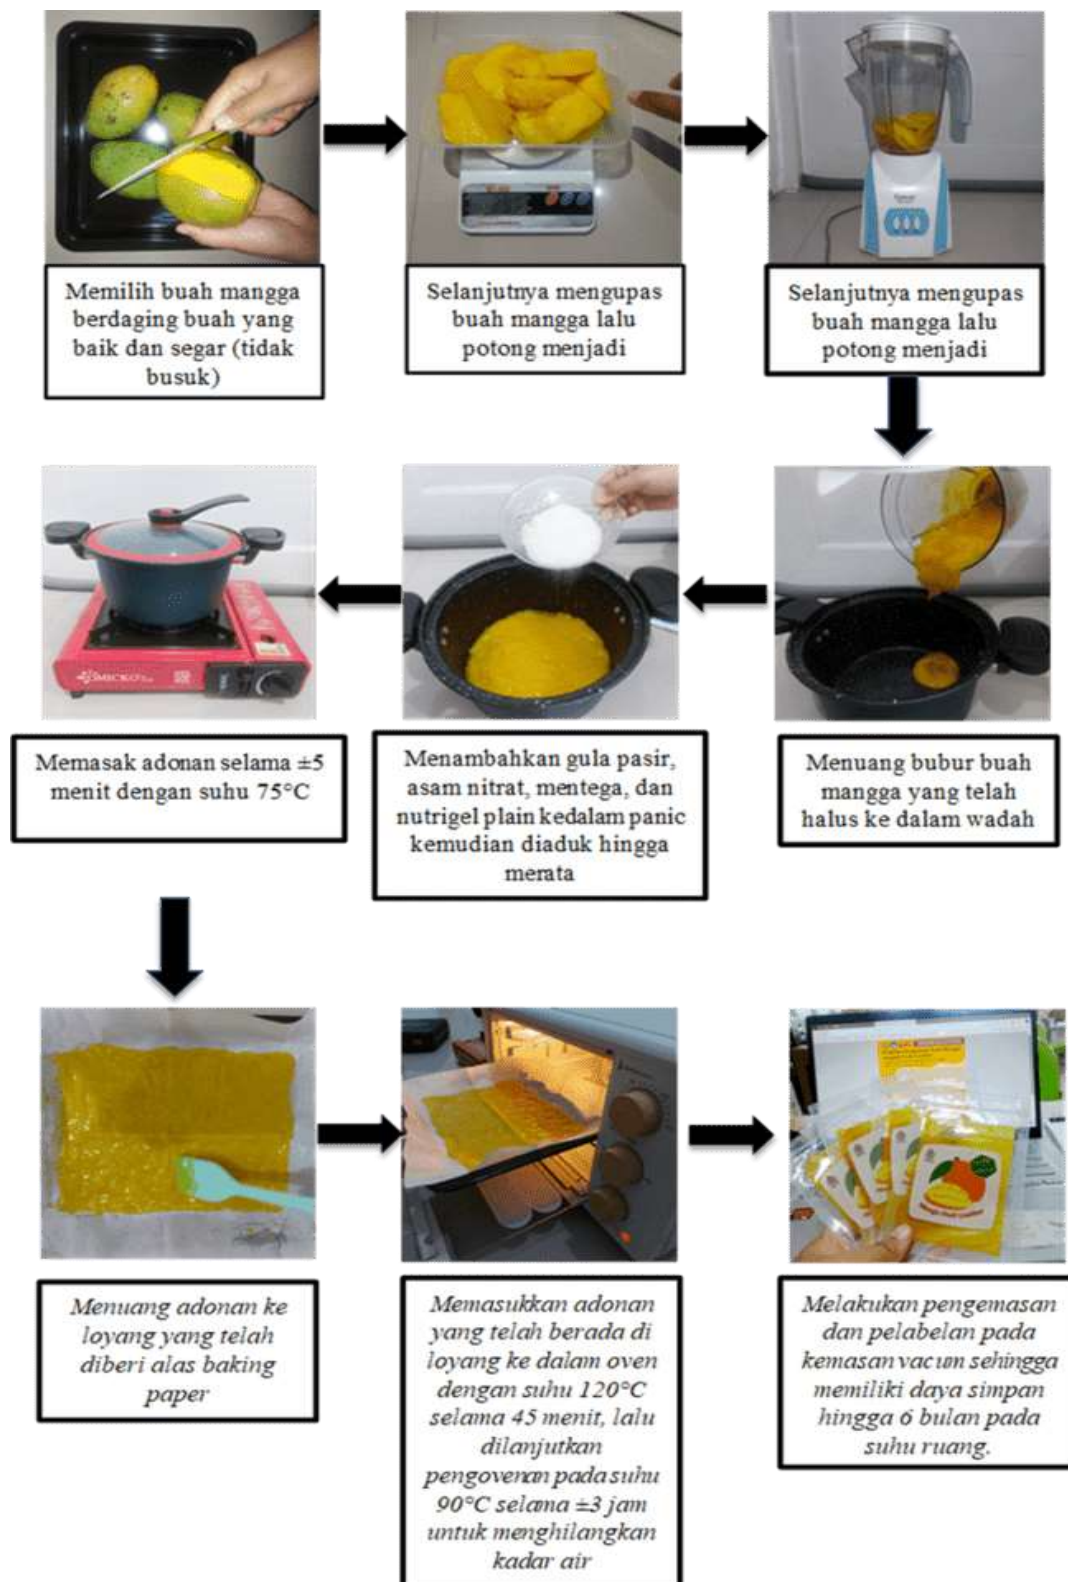 Memilih buah mangga
berdaging buah yang
baik dan segar (tidak
busuk)
Selanjutnya mengupas
buah mangga lalu
potong menjadi
Selanjutnya mengupas
buah mangga lalu
potong menjadi
Menuang bubur buah
mangga yang telah
halus ke dalam wadah
Menambahkan gula pasir,
asam nitrat, mentega, dan
nutrigel plain kedalam panic
kemudian diaduk hingga
merata
MICKO
Memasak adonan selama ±5
menit dengan suhu 75°C
Menuang adonan ke
loyang yang telah
diberi alas baking
paper
Memasukkan adonan
yang telah berada di
loyang ke dalam oven
dengan suhu 120°C
selama 45 menit, lalu
dilanjutkan
pengovenan pada suhu
90°C selama ±3 jam
untuk menghilangkan
kadar air
Melakukan pengemasan
dan pelabelan pada
kemasan vacum sehingga
memiliki daya simpan
hingga 6 bulan pada
suhu ruang.